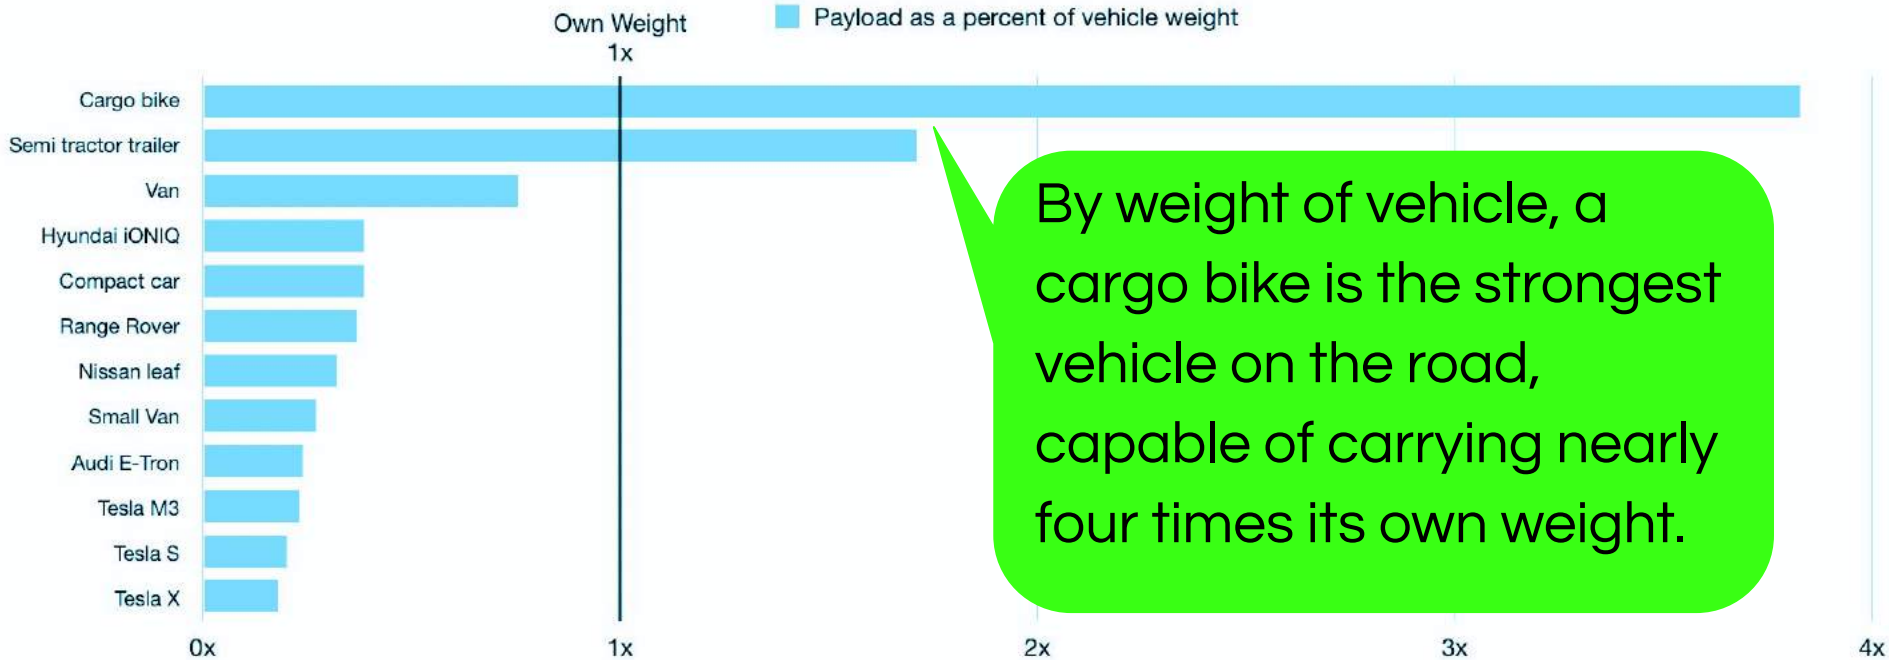 Own Weight
1x
Payload as a percent of vehicle weight
Cargo bike
Semi tractor trailer
Van
Hyundai iONIQ
Compact car
Range Rover
Nissan leaf
Small Van
Audi E-Tron
Tesla M3
Tesla S
Tesla X
By weight of vehicle, a
cargo bike is the strongest
vehicle on the road,
capable of carrying nearly
four times its own weight.
0x
1x
2x
3x
4x